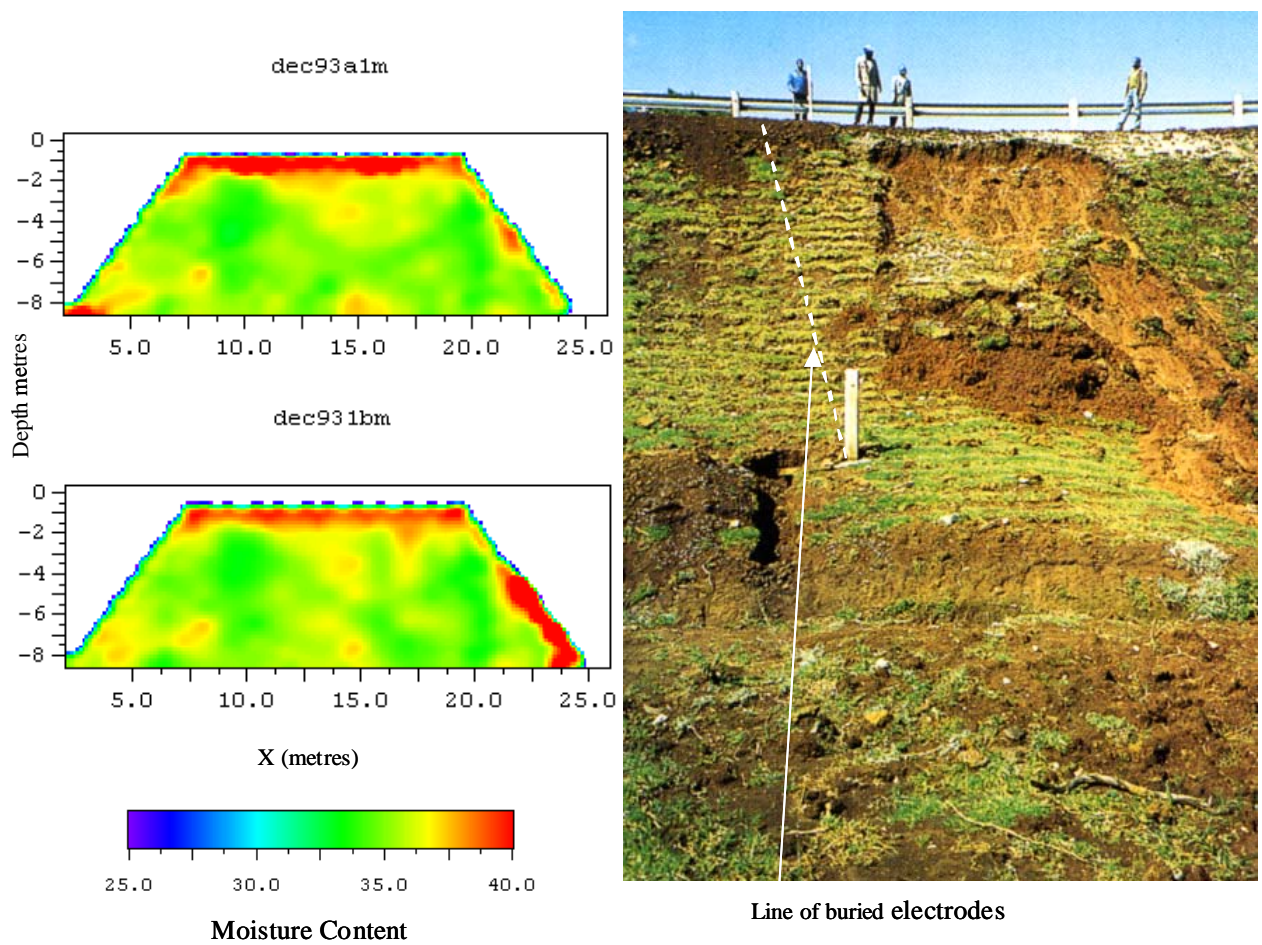 dec93a1m
0
-2
-4
-6
-8
5.0 10.0 15.0 20.0 25.0
Depth metres
dec931bm
0
-2
-4
-6
-8
5.0 10.0 15.0 20.0 25.0
X (metres)
25.0 30.0 35.0 40.0
Moisture Content
Line of buried electrodes